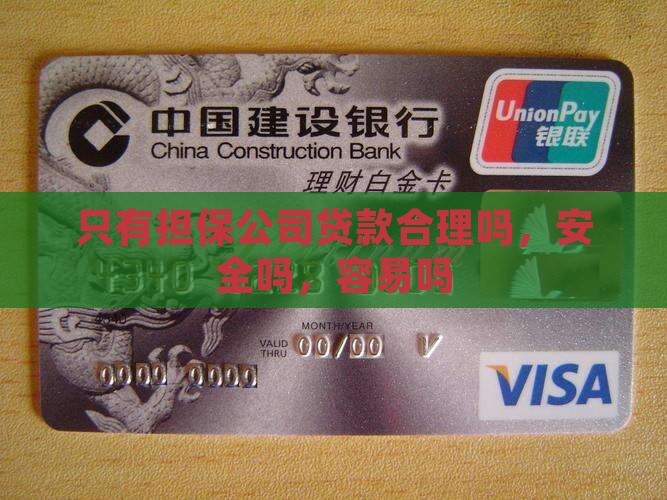 中国建设银行
China Construction Bank
理财白金卡
UnionPay
银联
只有担保公司贷款合理吗，安
全吗，容易吗
4340
4340
MONTH/YEAR
VALID
THRU
00/00 V
0000 0000
VISA